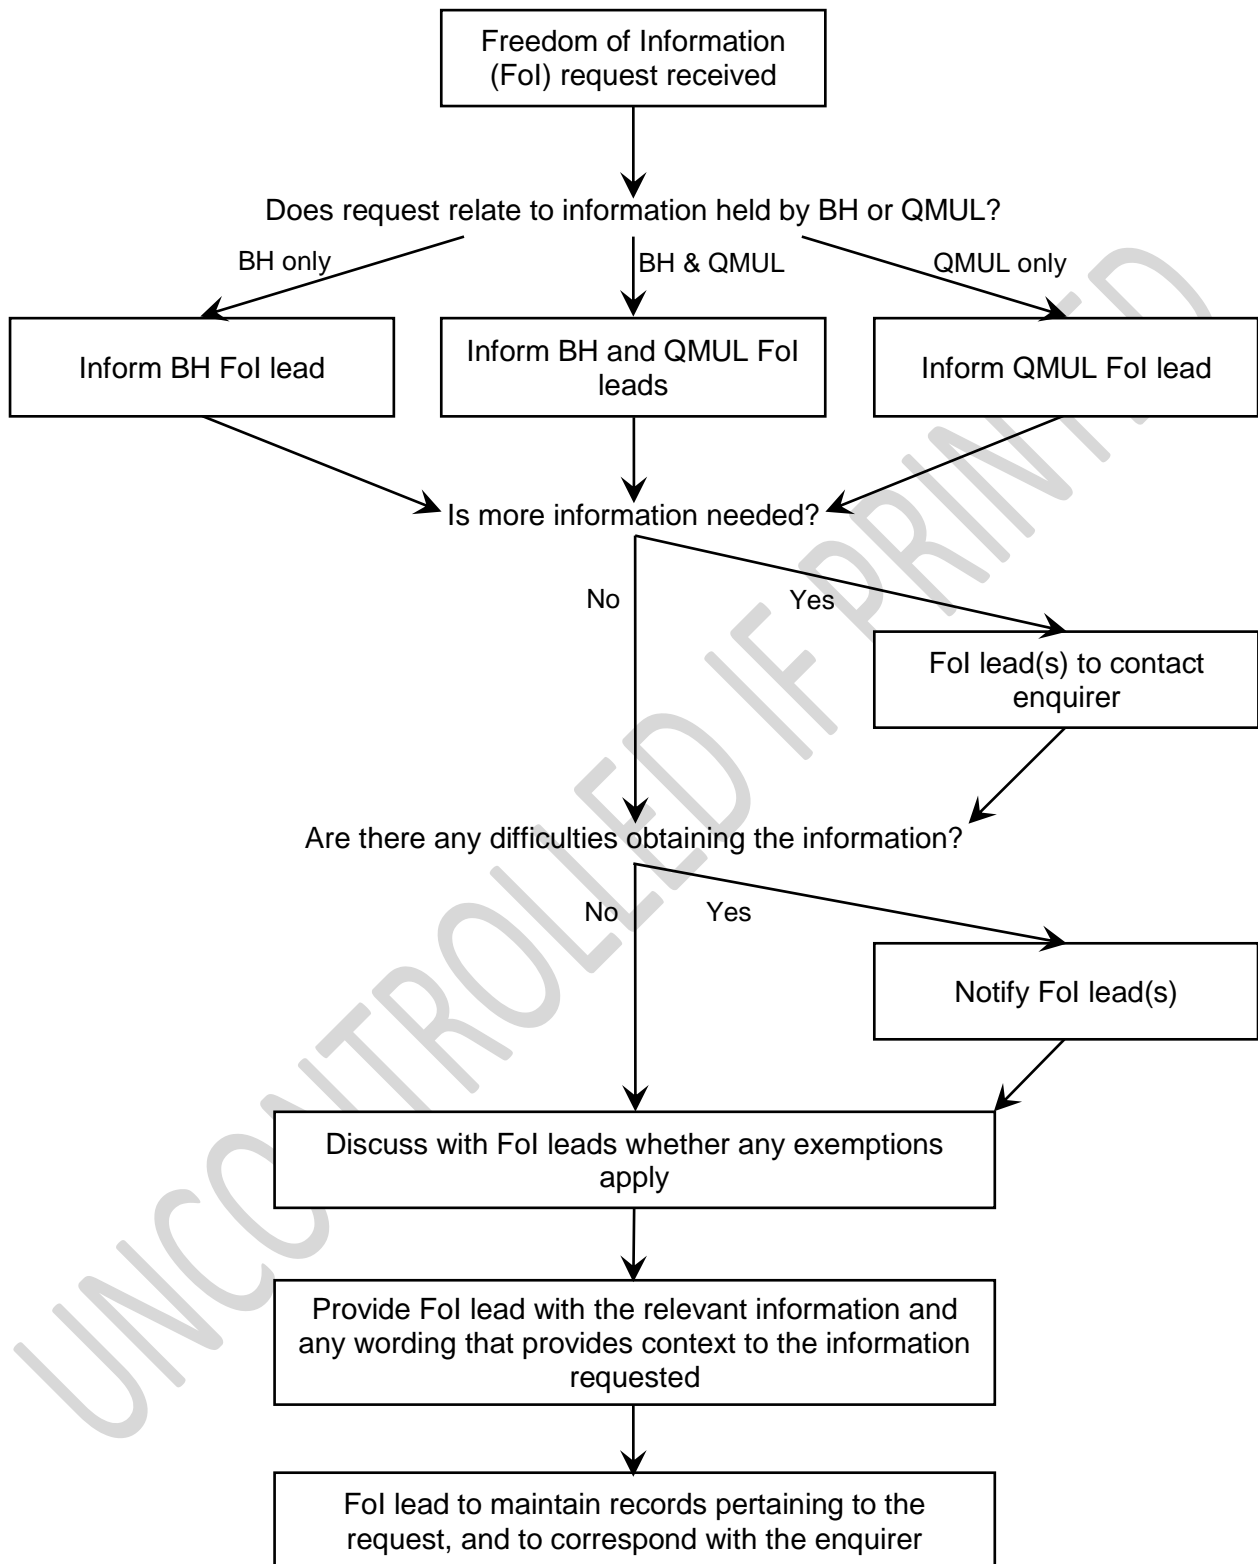 Freedom of Information
(FoI) request received
Does request relate to information held by BH or QMUL?
BH only
BH & QMUL
QMUL only
Inform BH FoI lead
Inform BH and QMUL FoI
leads
Inform QMUL FoI lead
Is more information needed?
No
Yes
FoI lead(s) to contact
enquirer
Are there any difficulties obtaining the information?
No
Yes
Notify FoI lead(s)
Discuss with FoI leads whether any exemptions
apply
Provide FoI lead with the relevant information and
any wording that provides context to the information
requested
FoI lead to maintain records pertaining to the
request, and to correspond with the enquirer
UNCONTROLLED IF PRINTED